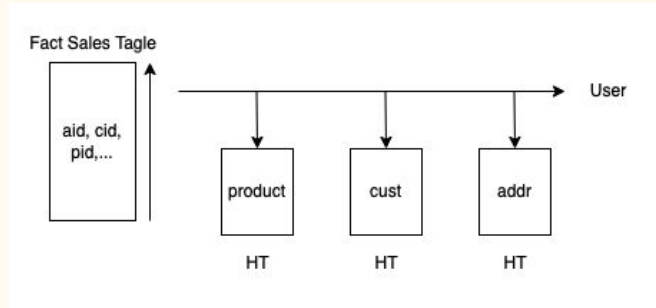 Fact Sales Tagle
aid, cid,
pid,...
User
product
cust
addr
HT
HT
HT